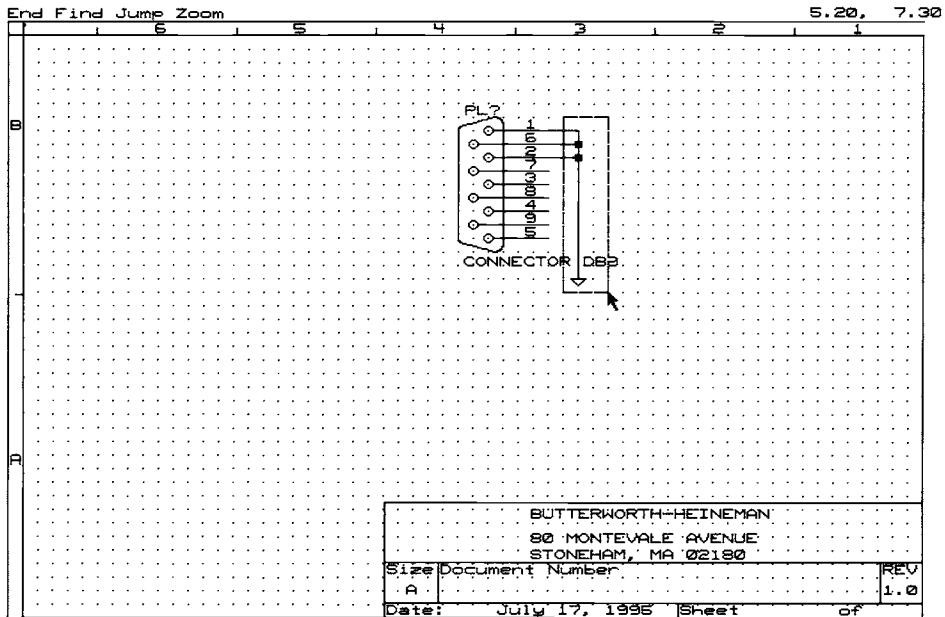 End Find Jump Zoom 5.20, 7.30
6 5 4 3 2 1
B
PL?
1
6
2
7
3
8
4
9
5
CONNECTOR DB9
A
BUTTERWORTH-HEINEMAN
80 MONTEVALE AVENUE
STONEHAM, MA 02180
Size Document Number REV
A 1.0
Date: July 17, 1995 Sheet of